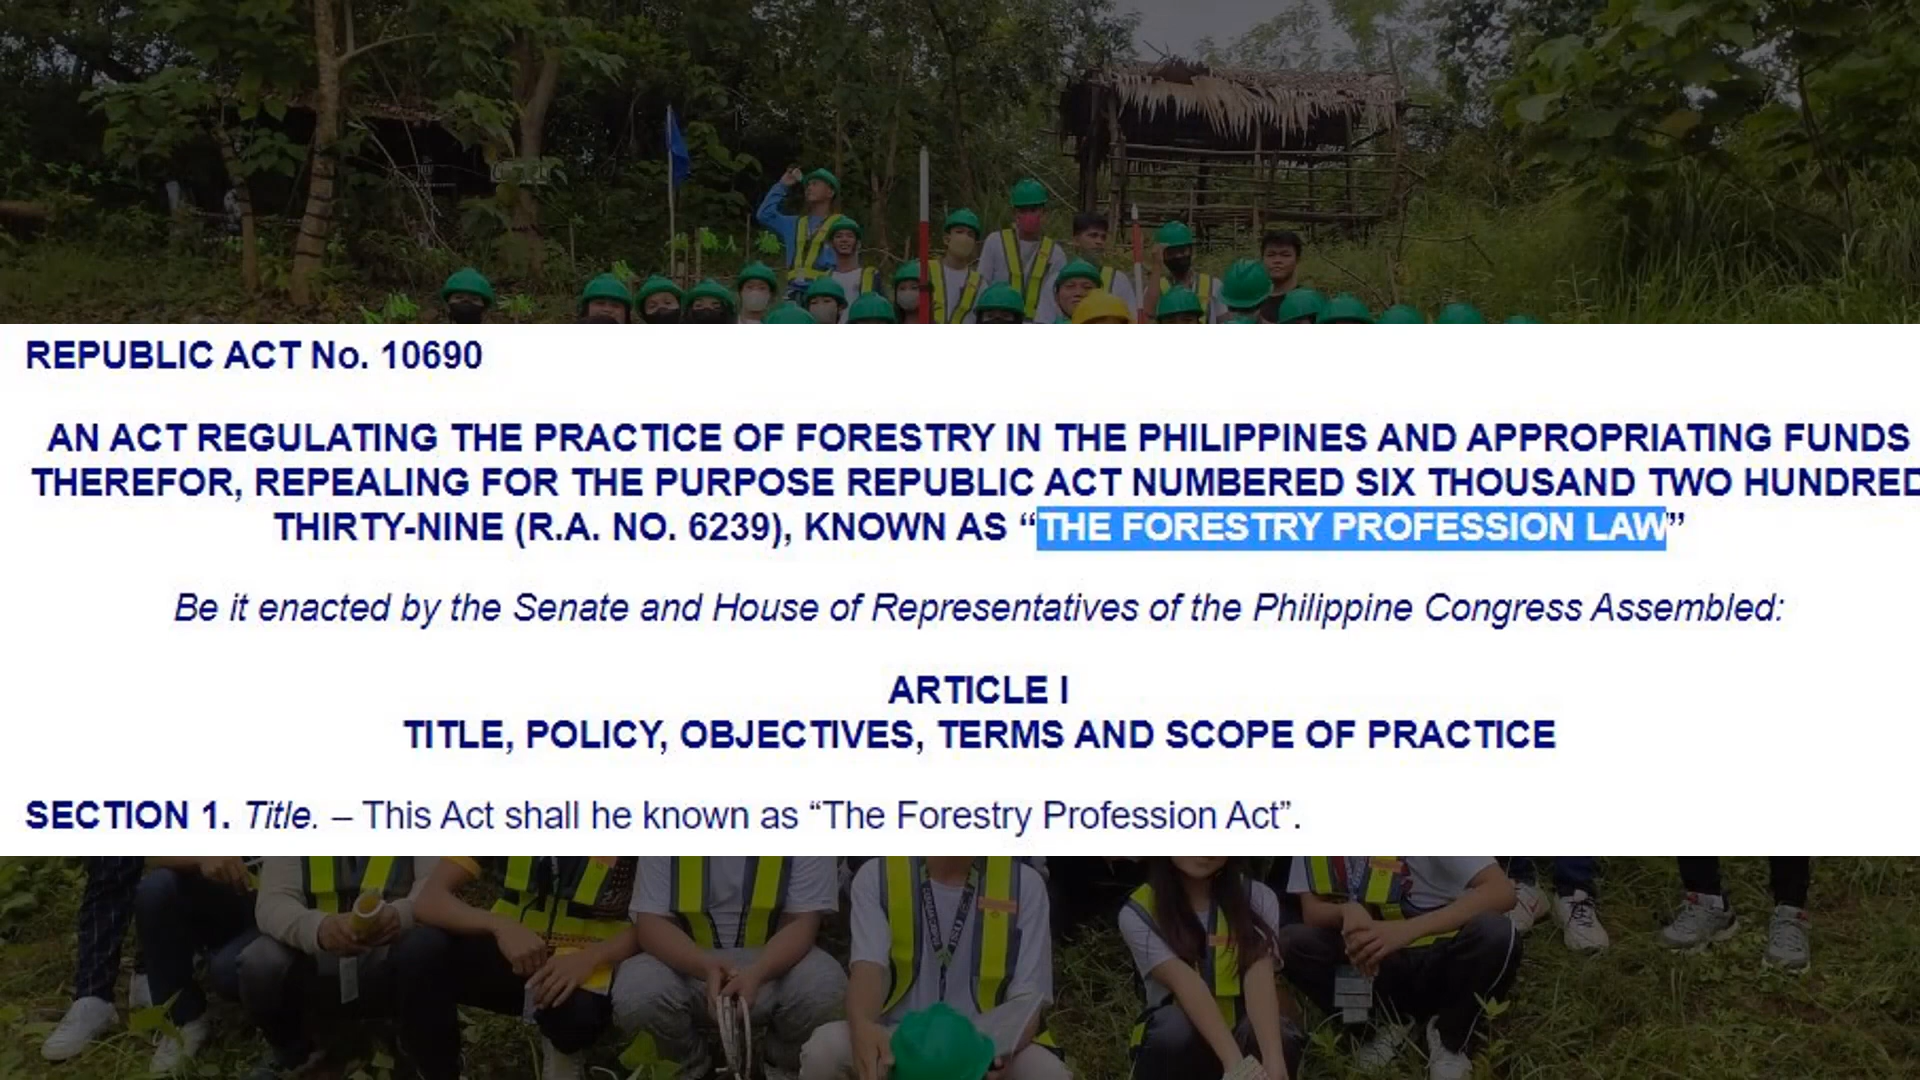 REPUBLIC ACT No. 10690
AN ACT REGULATING THE PRACTICE OF FORESTRY IN THE PHILIPPINES AND APPROPRIATING FUNDS
THEREFOR, REPEALING FOR THE PURPOSE REPUBLIC ACT NUMBERED SIX THOUSAND TWO HUNDRED
THIRTY-NINE (R.A. NO. 6239), KNOWN AS “THE FORESTRY PROFESSION LAW”
Be it enacted by the Senate and House of Representatives of the Philippine Congress Assembled:
ARTICLE I
TITLE, POLICY, OBJECTIVES, TERMS AND SCOPE OF PRACTICE
SECTION 1. Title. – This Act shall he known as “The Forestry Profession Act”.